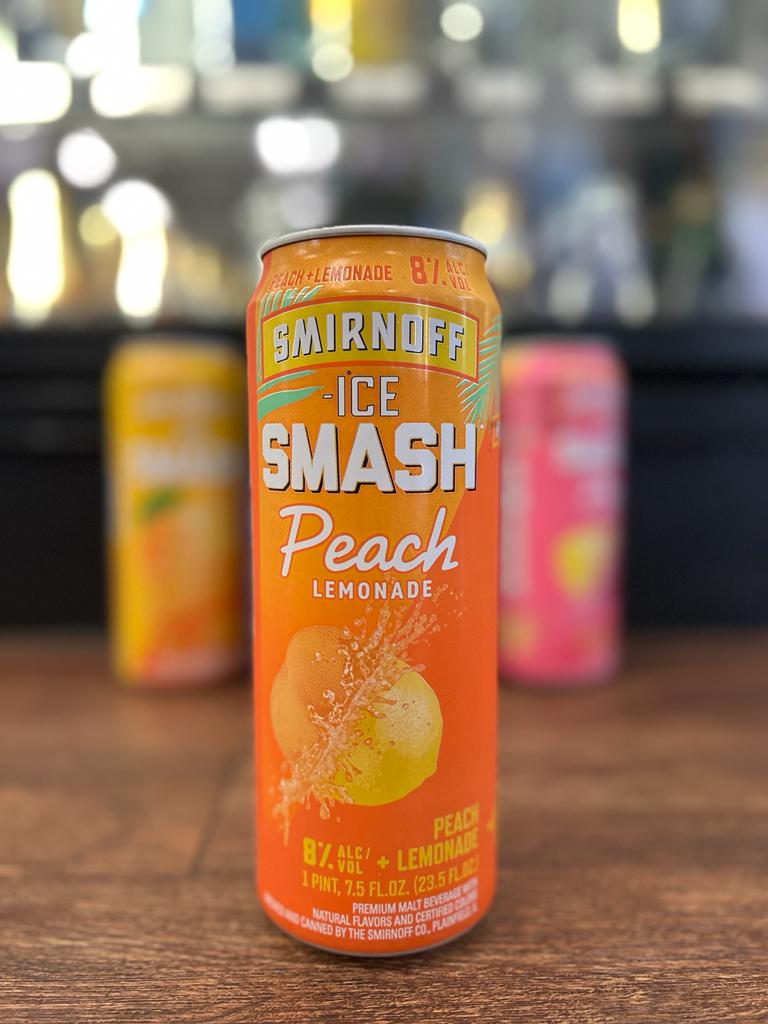 PEACH+LEMONADE 8% ALC/VOL
SMIRNOFF
-ICE
SMASH
Peach
LEMONADE
8% ALC/VOL
PEACH
+ LEMONADE
1 PINT, 7.5 FL.OZ. (23.5 FL.OZ.)
PREMIUM MALT BEVERAGE WITH
NATURAL FLAVORS AND CERTIFIED COLORS
AND CANNED BY THE SMIRNOFF CO., PLAINFIELD, IL